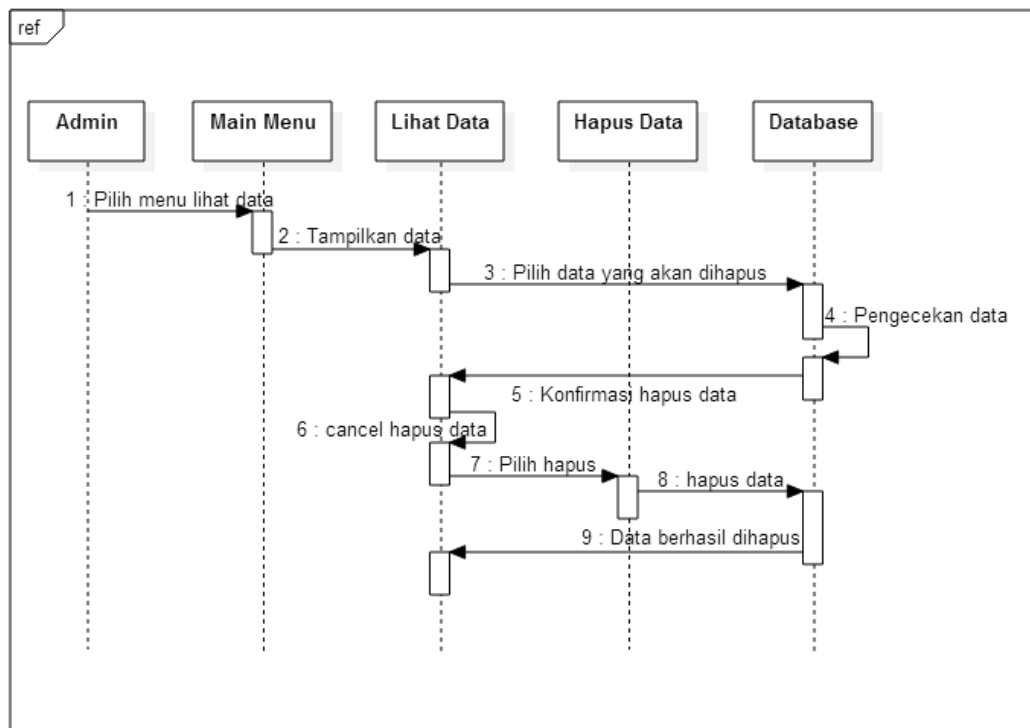 ref
Admin
Main Menu
Lihat Data
Hapus Data
Database
1 : Pilih menu lihat data
2 : Tampilkan data
3 : Pilih data yang akan dihapus
4 : Pengecekan data
5 : Konfirmasi hapus data
6 : cancel hapus data
7 : Pilih hapus
8 : hapus data
9 : Data berhasil dihapus